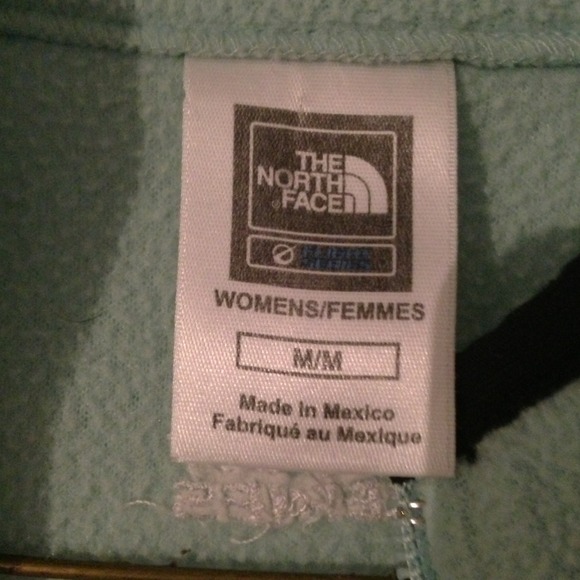 THE
NORTH
FACE
WOMENS/FEMMES
M/M
Made in Mexico
Fabriqué au Mexique